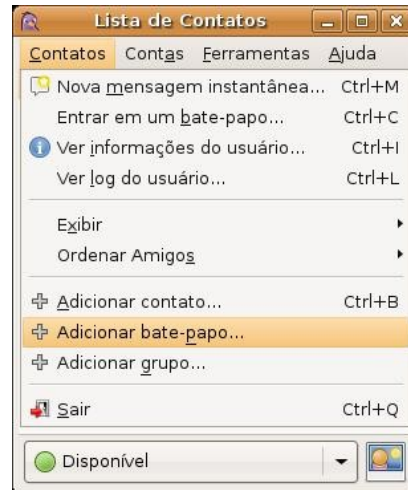 Lista de Contatos
Contatos Contas Ferramentas Ajuda
Nova mensagem instantânea... Ctrl+M
Entrar em um bate-papo... Ctrl+C
Ver informações do usuário... Ctrl+I
Ver log do usuário... Ctrl+L
Exibir
Ordenar Amigos
Adicionar contato... Ctrl+B
Adicionar bate-papo...
Adicionar grupo...
Sair Ctrl+Q
Disponível